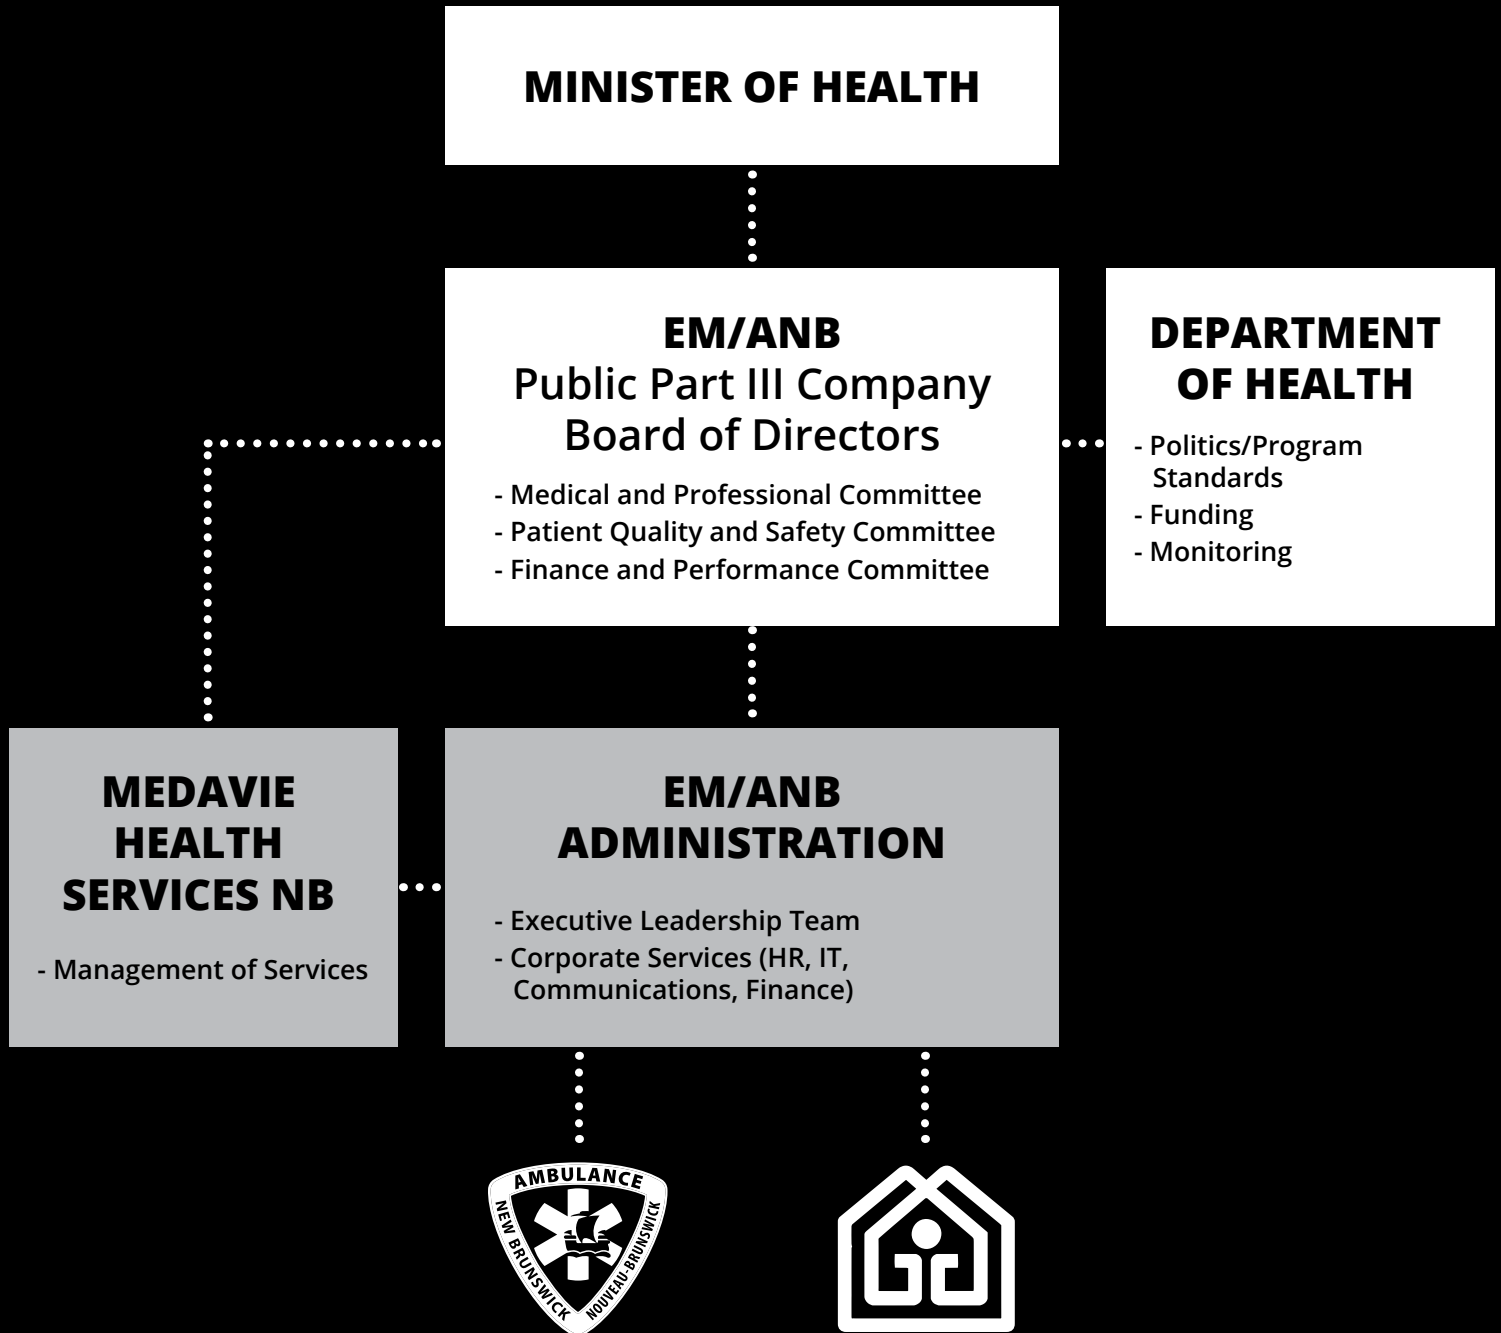 MINISTER OF HEALTH
EM/ANB
Public Part III Company
Board of Directors
- Medical and Professional Committee
- Patient Quality and Safety Committee
- Finance and Performance Committee
DEPARTMENT
OF HEALTH
- Politics/Program
Standards
- Funding
- Monitoring
MEDAVIE
HEALTH
SERVICES NB
- Management of Services
EM/ANB
ADMINISTRATION
- Executive Leadership Team
- Corporate Services (HR, IT,
Communications, Finance)
AMBULANCE
NEW BRUNSWICK
NOUVEAU-BRUNSWICK